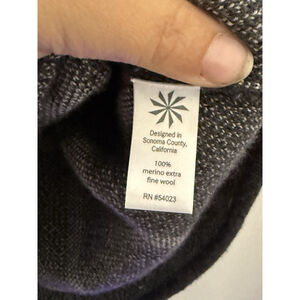 Designed in
Sonoma County,
California
100%
merino extra
fine wool
RN #54023